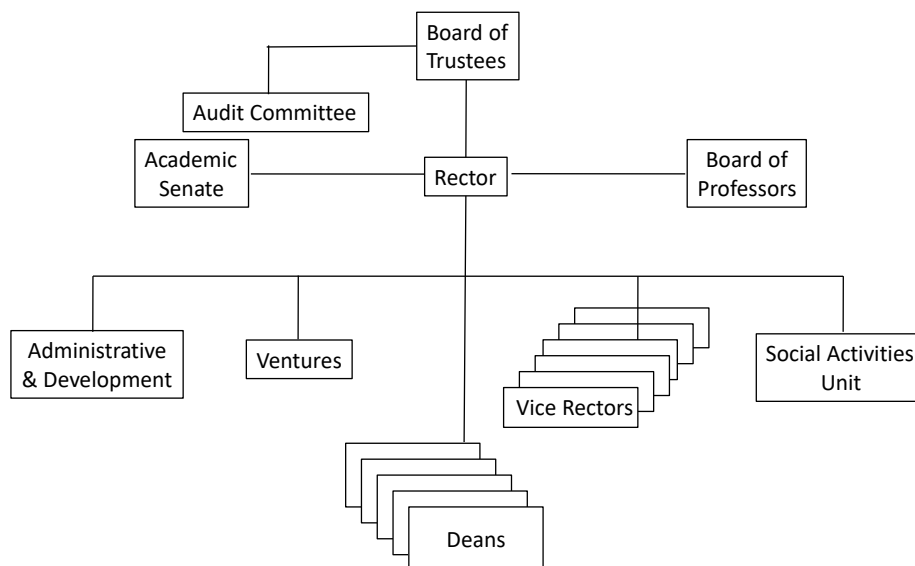 Board of
Trustees
Audit Committee
Academic
Senate
Rector
Board of
Professors
Administrative
& Development
Ventures
Vice Rectors
Social Activities
Unit
Deans